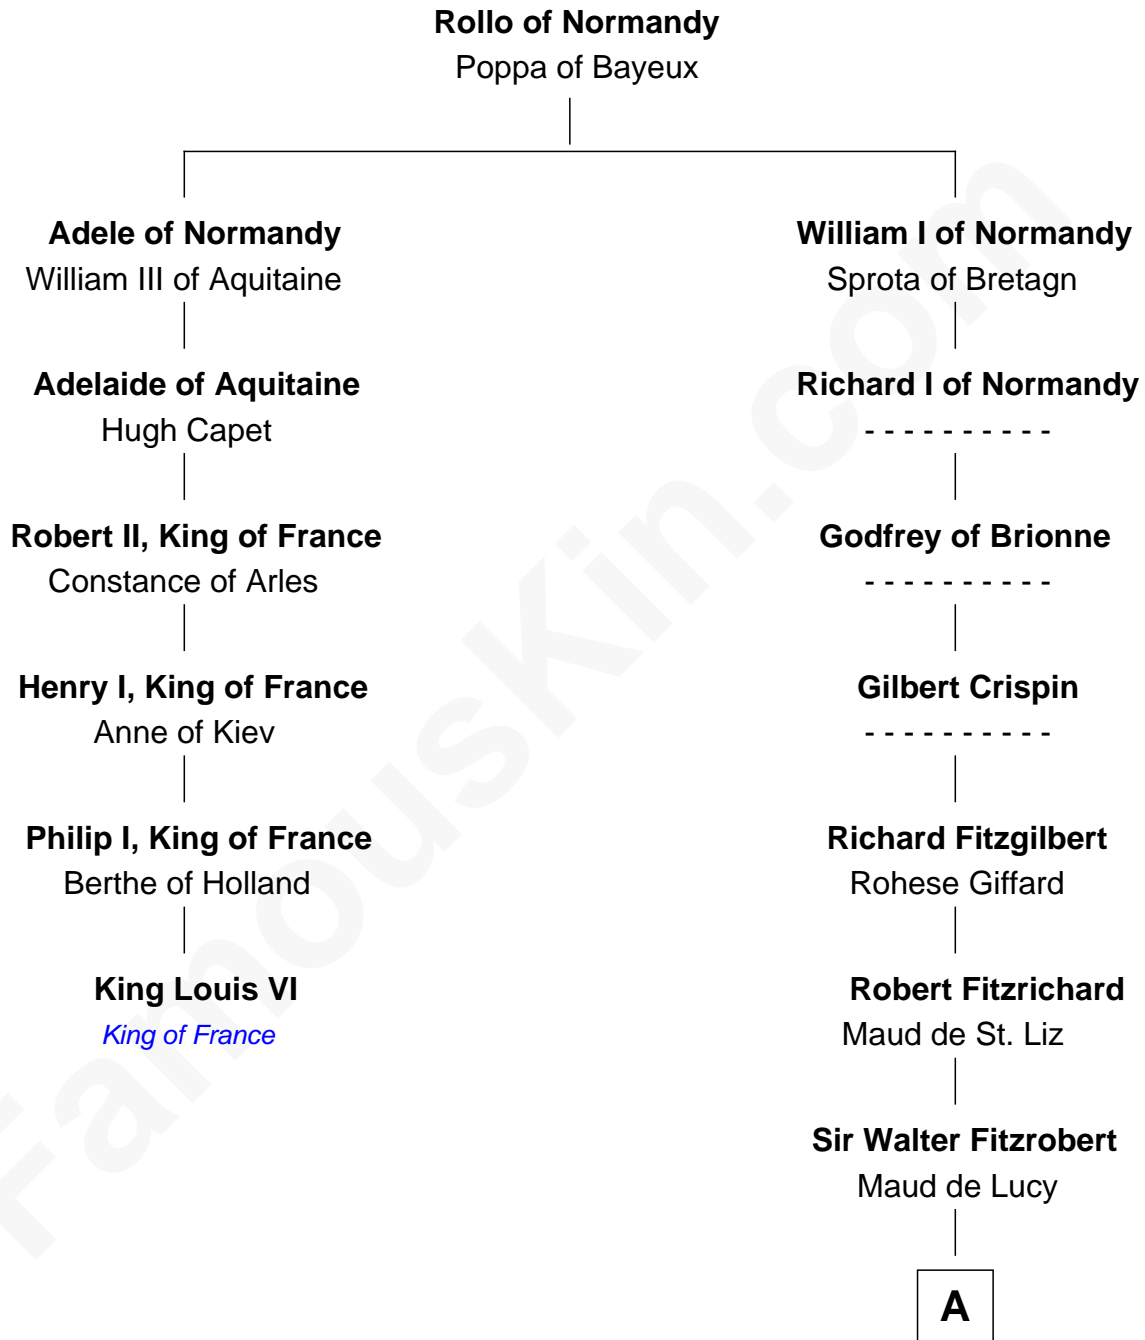 Rollo of Normandy
Poppa of Bayeux
Adele of Normandy
William III of Aquitaine
William I of Normandy
Sprota of Bretagn
Adelaide of Aquitaine
Hugh Capet
Richard I of Normandy
- - - - - - - - - -
Robert II, King of France
Constance of Arles
Godfrey of Brionne
- - - - - - - - - -
Henry I, King of France
Anne of Kiev
Gilbert Crispin
- - - - - - - - - -
Philip I, King of France
Berthe of Holland
Richard Fitzgilbert
Rohese Giffard
King Louis VI
King of France
Robert Fitzrichard
Maud de St. Liz
Sir Walter Fitzrobert
Maud de Lucy
A
FamousKin.com